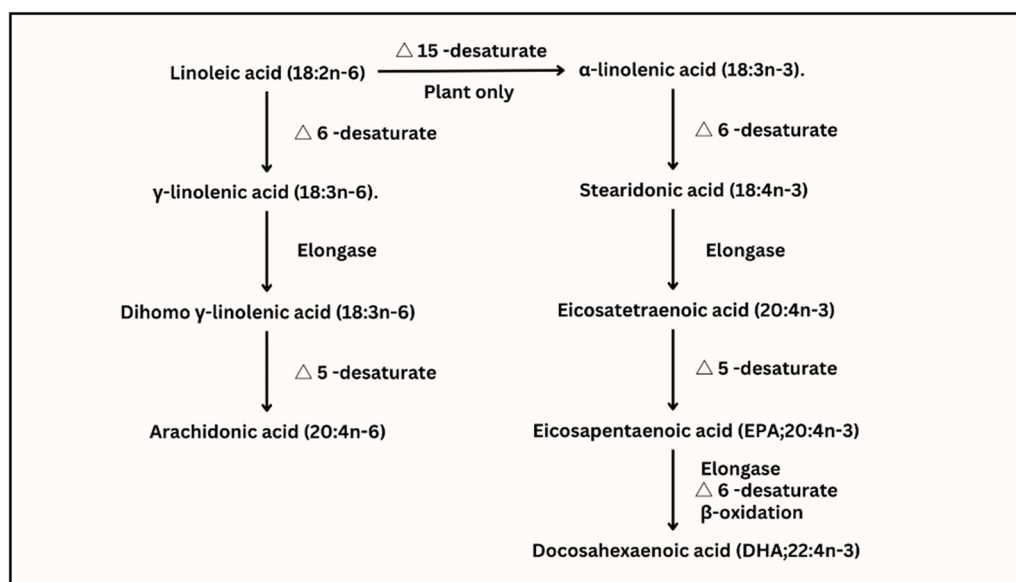 △ 15 -desaturate
Linoleic acid (18:2n-6)
α-linolenic acid (18:3n-3).
Plant only
△ 6 -desaturate
△ 6 -desaturate
γ-linolenic acid (18:3n-6).
Stearidonic acid (18:4n-3)
Elongase
Elongase
Dihomo γ-linolenic acid (18:3n-6)
Eicosatetraenoic acid (20:4n-3)
△ 5 -desaturate
△ 5 -desaturate
Arachidonic acid (20:4n-6)
Eicosapentaenoic acid (EPA;20:4n-3)
Elongase
△ 6 -desaturate
β-oxidation
Docosahexaenoic acid (DHA;22:4n-3)